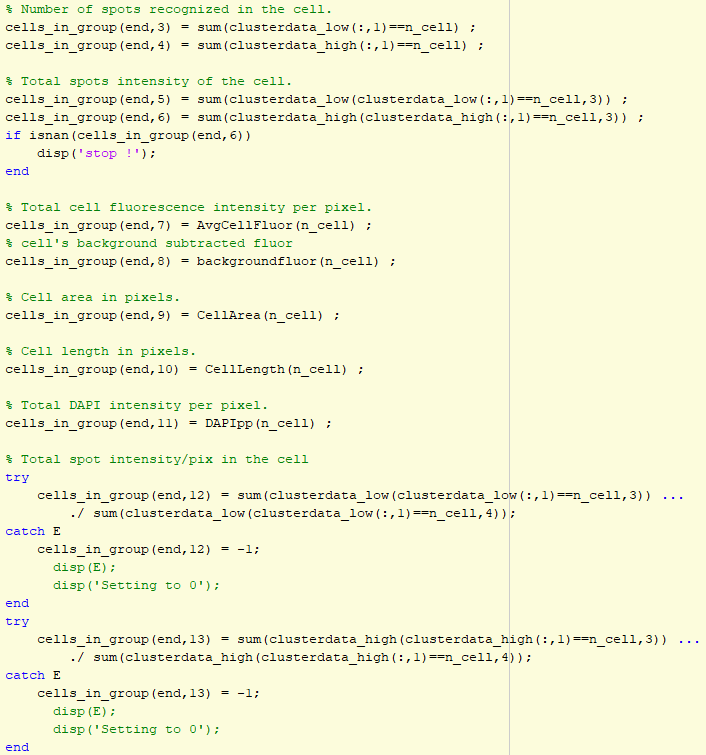 % Number of spots recognized in the cell.
cells_in_group(end,3) = sum(clusterdata_low(:,1)==n_cell) ;
cells_in_group(end,4) = sum(clusterdata_high(:,1)==n_cell) ;

% Total spots intensity of the cell.
cells_in_group(end,5) = sum(clusterdata_low(clusterdata_low(:,1)==n_cell,3)) ;
cells_in_group(end,6) = sum(clusterdata_high(clusterdata_high(:,1)==n_cell,3)) ;
if isnan(cells_in_group(end,6))
    disp('stop !');
end

% Total cell fluorescence intensity per pixel.
cells_in_group(end,7) = AvgCellFluor(n_cell) ;
% cell's background subtracted fluor
cells_in_group(end,8) = backgroundfluor(n_cell) ;

% Cell area in pixels.
cells_in_group(end,9) = CellArea(n_cell) ;

% Cell length in pixels.
cells_in_group(end,10) = CellLength(n_cell) ;

% Total DAPI intensity per pixel.
cells_in_group(end,11) = DAPIpp(n_cell) ;

% Total spot intensity/pix in the cell
try
    cells_in_group(end,12) = sum(clusterdata_low(clusterdata_low(:,1)==n_cell,3)) ...
        ./ sum(clusterdata_low(clusterdata_low(:,1)==n_cell,4));
catch E
    cells_in_group(end,12) = -1;
      disp(E);
      disp('Setting to 0');
end
try
    cells_in_group(end,13) = sum(clusterdata_high(clusterdata_high(:,1)==n_cell,3)) ...
        ./ sum(clusterdata_high(clusterdata_high(:,1)==n_cell,4));
catch E
    cells_in_group(end,13) = -1;
      disp(E);
      disp('Setting to 0');
end